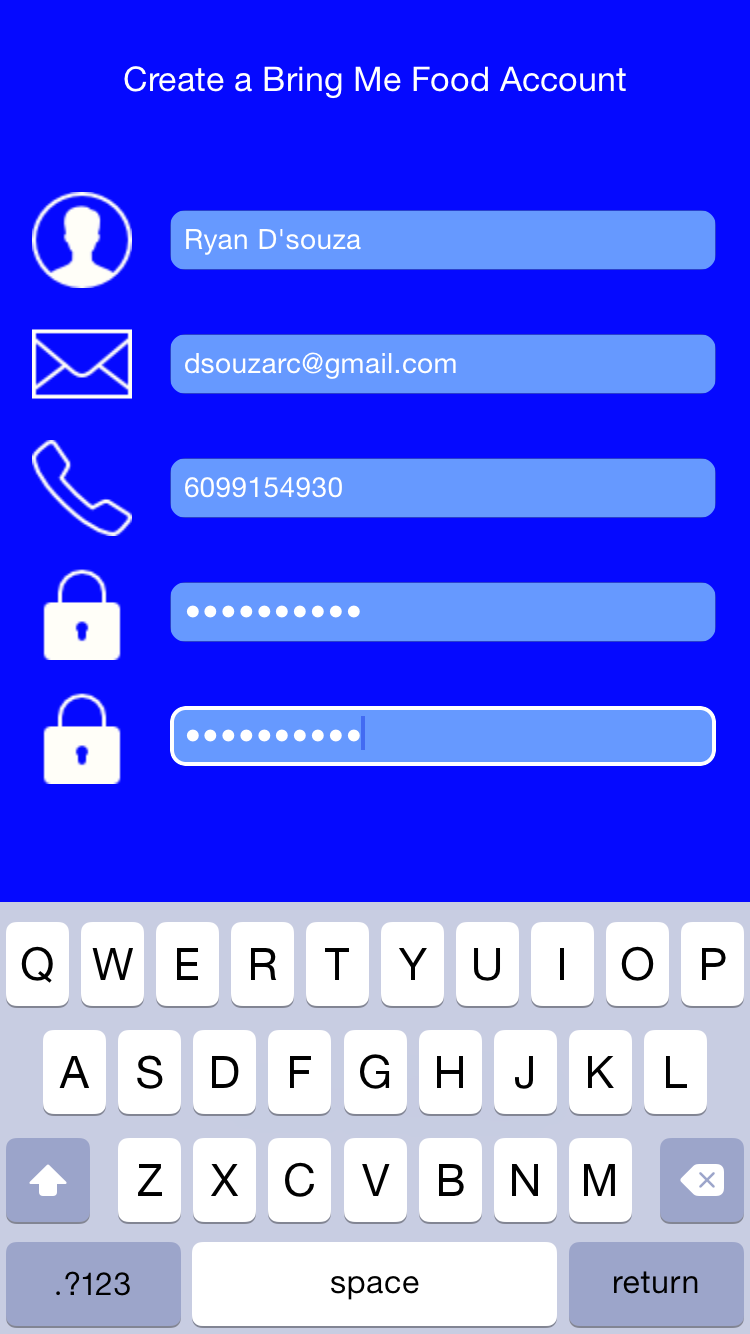 Create a Bring Me Food Account
Ryan D'souza
dsouzarc@gmail.com
6099154930
••••••••••
••••••••••
Q W E R T Y U I O P
A S D F G H J K L
Z X C V B N M
.?123 space return